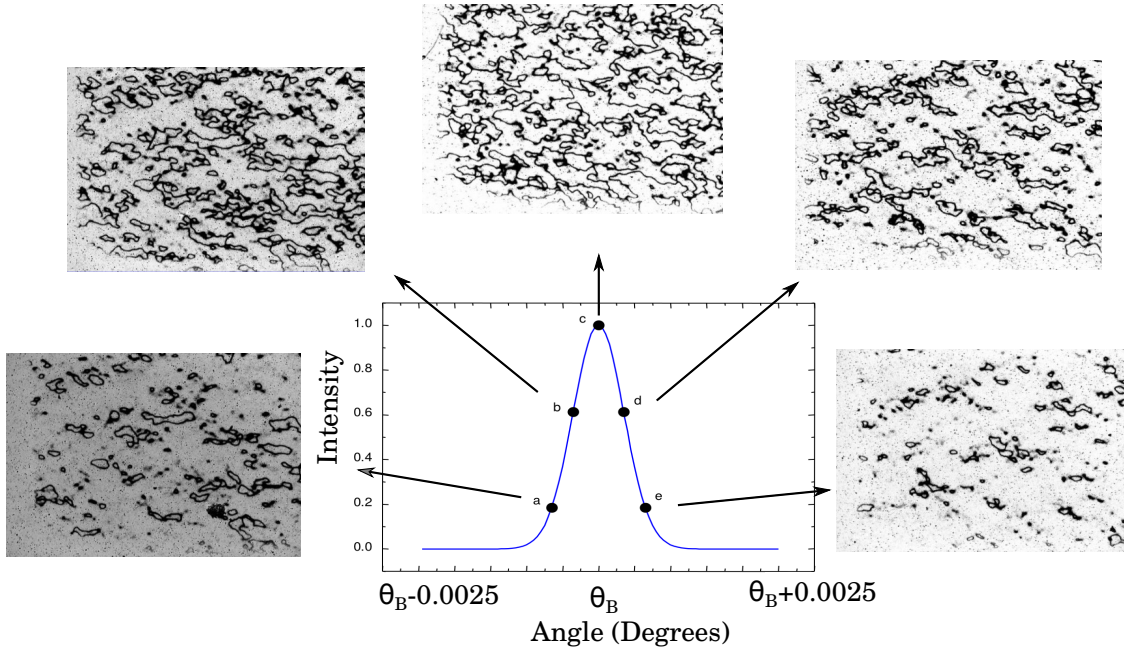 c
1.0
0.8
b
d
0.6
0.4
a
e
0.2
0.0
Intensity
θB-0.0025
θB
θB+0.0025
Angle (Degrees)